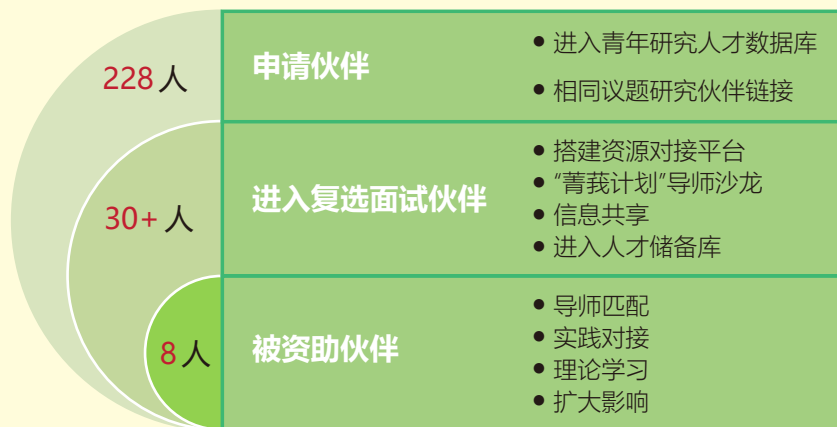 228人
申请伙伴
● 进入青年研究人才数据库
● 相同议题研究伙伴链接
30+人
进入复选面试伙伴
● 搭建资源对接平台
● “菁莪计划”导师沙龙
● 信息共享
● 进入人才储备库
8人
被资助伙伴
● 导师匹配
● 实践对接
● 理论学习
● 扩大影响